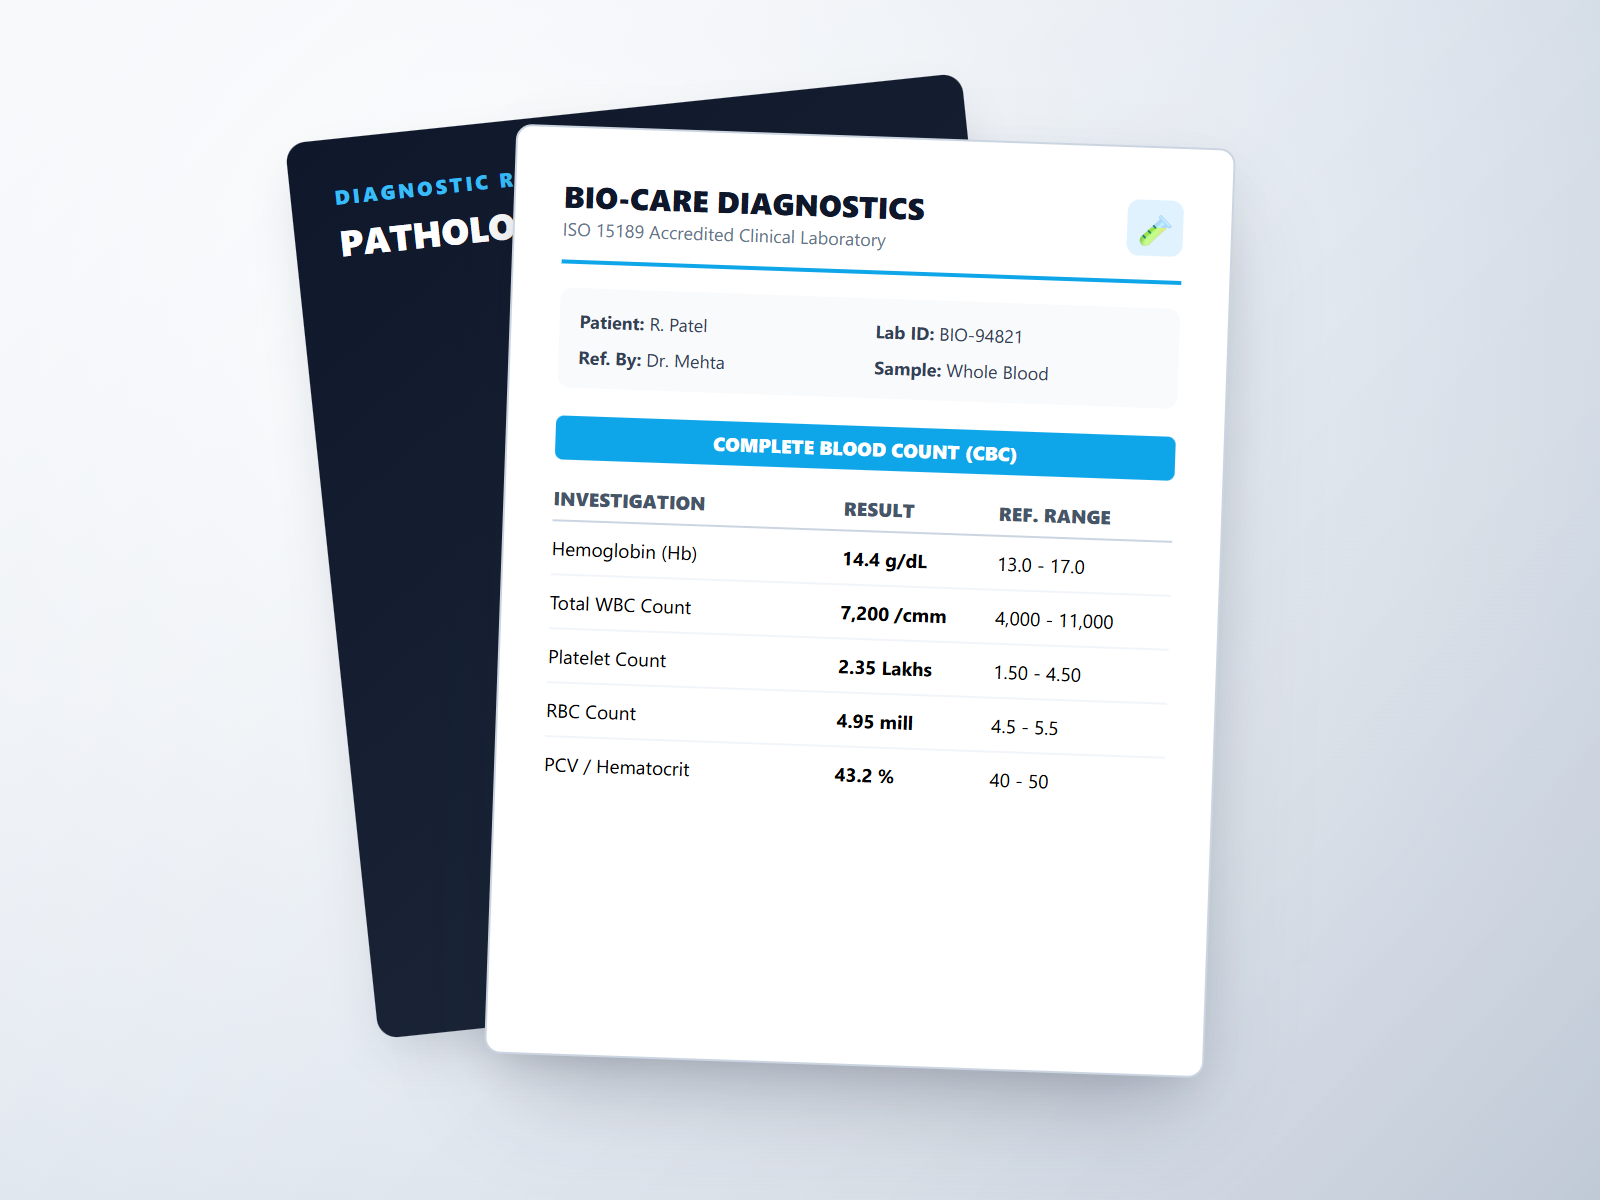 DIAGNOSTIC R
PATHOLO
BIO-CARE DIAGNOSTICS
ISO 15189 Accredited Clinical Laboratory
Patient: R. Patel
Lab ID: BIO-94821
Ref. By: Dr. Mehta
Sample: Whole Blood
COMPLETE BLOOD COUNT (CBC)
INVESTIGATION RESULT REF. RANGE
Hemoglobin (Hb) 14.4 g/dL 13.0 - 17.0
Total WBC Count 7,200 /cmm 4,000 - 11,000
Platelet Count 2.35 Lakhs 1.50 - 4.50
RBC Count 4.95 mill 4.5 - 5.5
PCV / Hematocrit 43.2 % 40 - 50